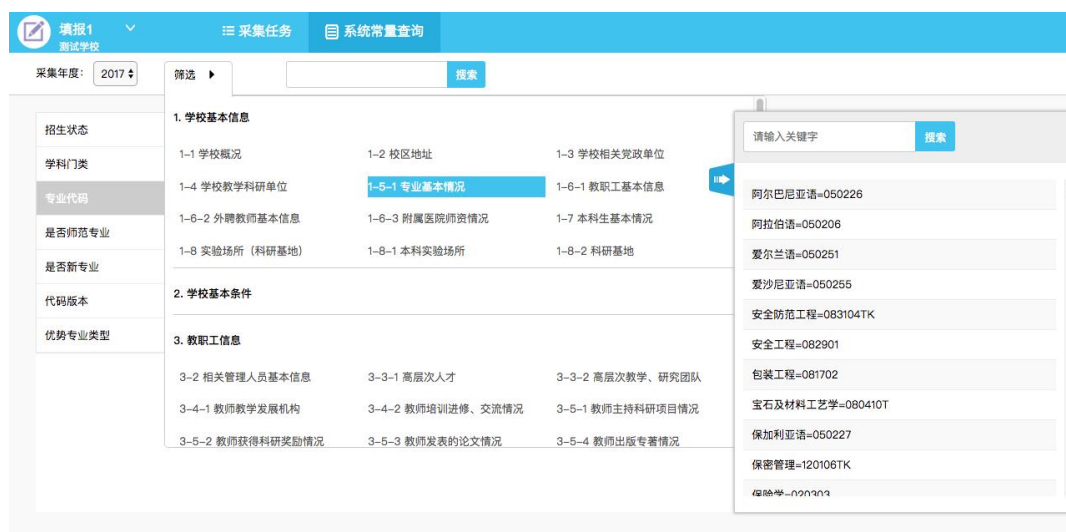 填报1
测试学校
采集任务
系统常量查询
采集年度: 2017
筛选
搜索
招生状态
学科门类
专业代码
是否师范专业
是否新专业
代码版本
优势专业类型
1. 学校基本信息
1-1 学校概况 1-2 校区地址 1-3 学校相关党政单位
1-4 学校教学科研单位 1-5-1 专业基本情况 1-6-1 教职工基本信息
1-6-2 外聘教师基本信息 1-6-3 附属医院师资情况 1-7 本科生基本情况
1-8 实验场所（科研基地） 1-8-1 本科实验场所 1-8-2 科研基地
2. 学校基本条件
3. 教职工信息
3-2 相关管理人员基本信息 3-3-1 高层次人才 3-3-2 高层次教学、研究团队
3-4-1 教师教学发展机构 3-4-2 教师培训进修、交流情况 3-5-1 教师主持科研项目情况
3-5-2 教师获得科研奖励情况 3-5-3 教师发表的论文情况 3-5-4 教师出版专著情况
请输入关键字 搜索
阿尔巴尼亚语=050226
阿拉伯语=050206
爱尔兰语=050251
爱沙尼亚语=050255
安全防范工程=083104TK
安全工程=082901
包装工程=081702
宝石及材料工艺学=080410T
保加利亚语=050227
保密管理=120106TK
保险学=020303